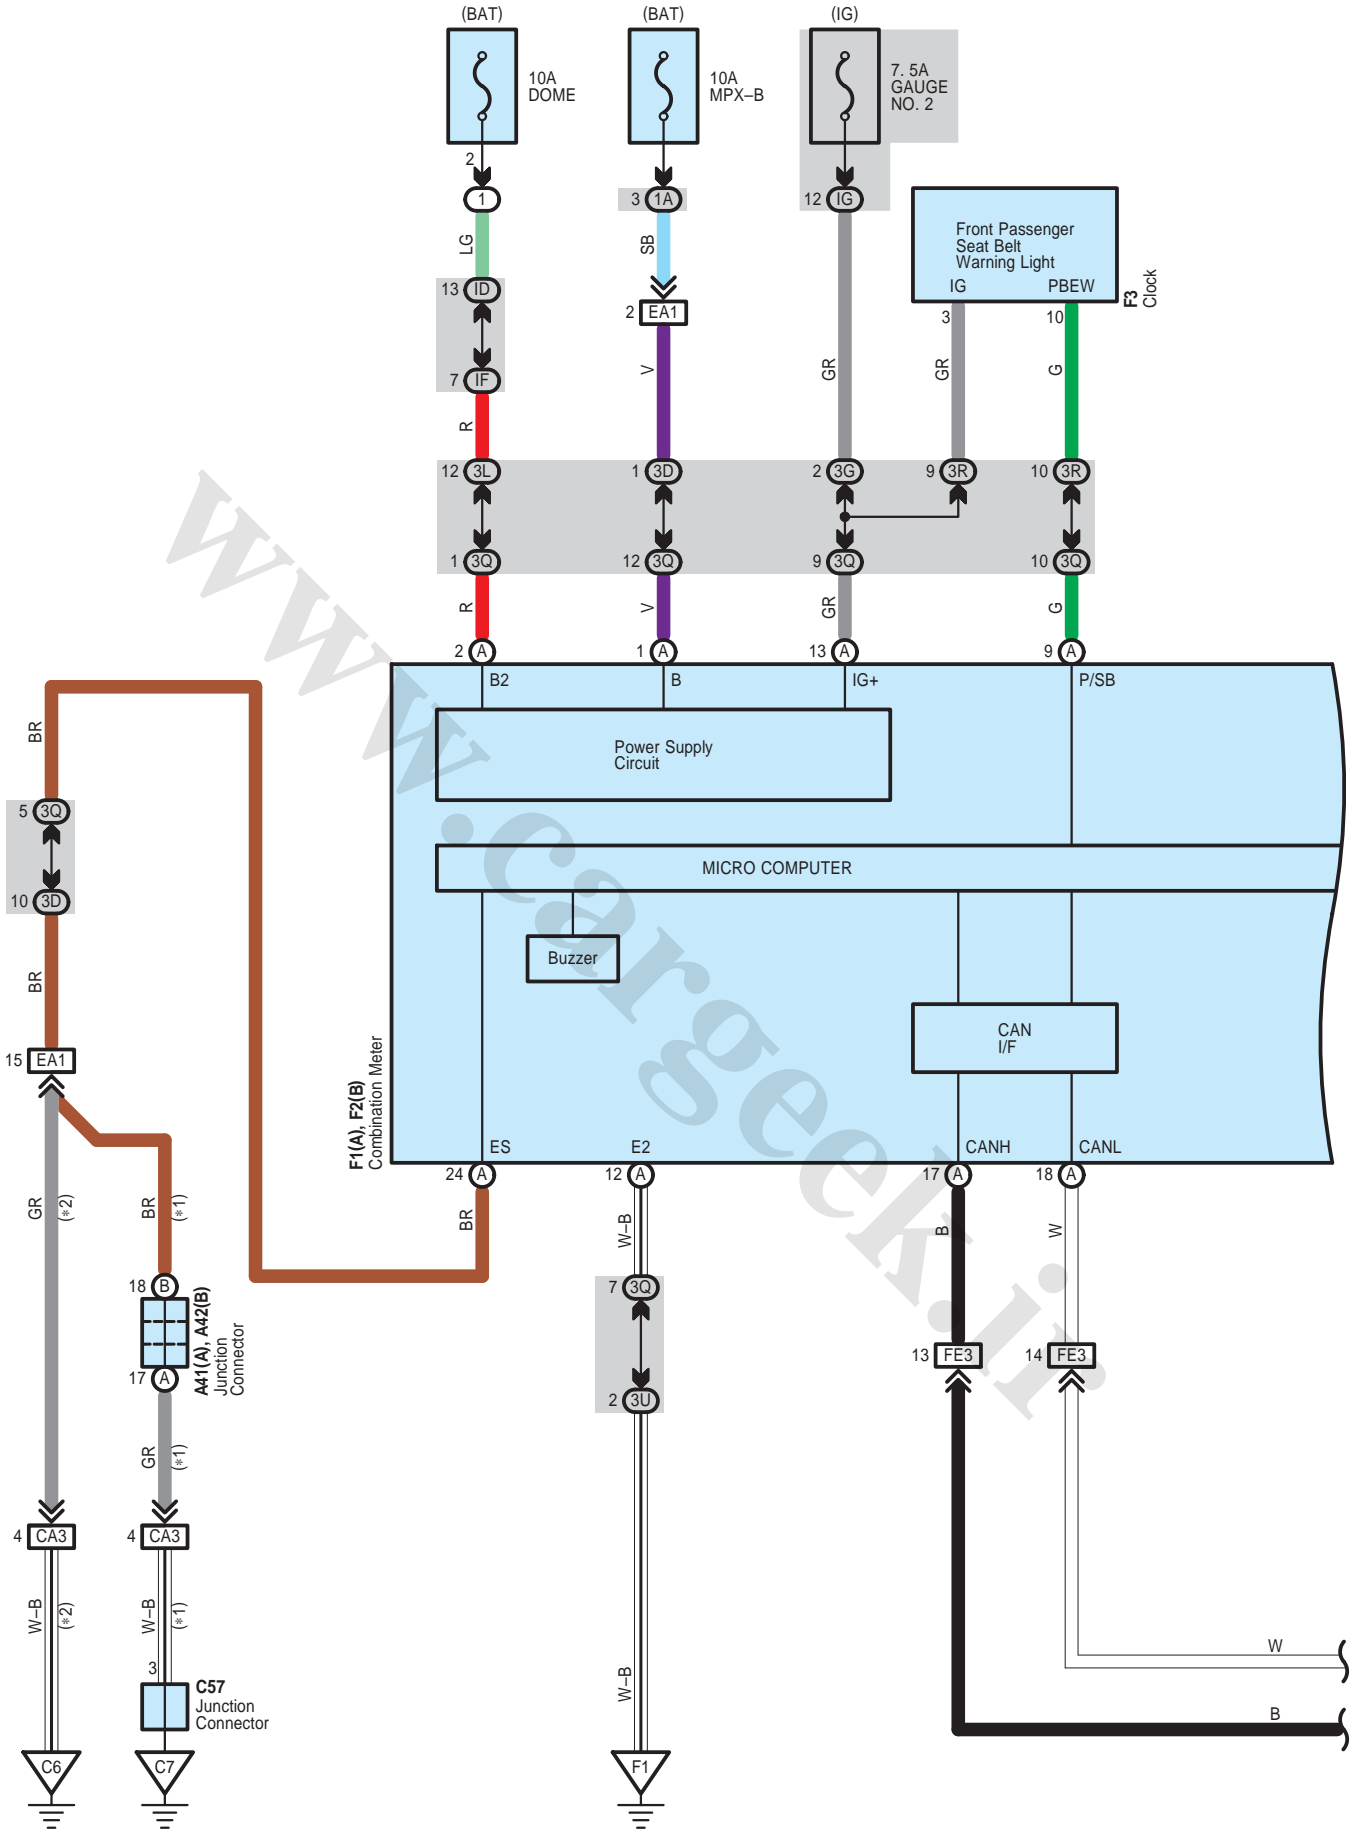 (BAT)
(BAT)
(IG)
10A
DOME
10A
MPX–B
7. 5A
GAUGE
NO. 2
2
1
3 1A
12 IG
LG
SB
Front Passenger
Seat Belt
Warning Light
IG
PBEW
F3
Clock
13 ID
2 EA1
3
10
7 IF
V
GR
GR
G
R
12 3L
1 3D
2 3G
9 3R
10 3R
1 3Q
12 3Q
9 3Q
10 3Q
R
V
GR
G
2 A
1 A
13 A
9 A
B2
B
IG+
P/SB
BR
Power Supply
Circuit
5 3Q
MICRO COMPUTER
10 3D
Buzzer
BR
CAN
I/F
15 EA1
F1(A), F2(B)
Combination Meter
ES
E2
CANH
CANL
24 A
12 A
17 A
18 A
GR
(*2)
BR
(*1)
BR
W–B
B
W
18 B
7 3Q
A41(A), A42(B)
Junction
Connector
13 FE3
14 FE3
17 A
2 3U
GR
(*1)
4 CA3
4 CA3
W–B
(*2)
W–B
(*1)
W
3
W–B
C57
Junction
Connector
B
C6
C7
F1
www.cargeek.ir